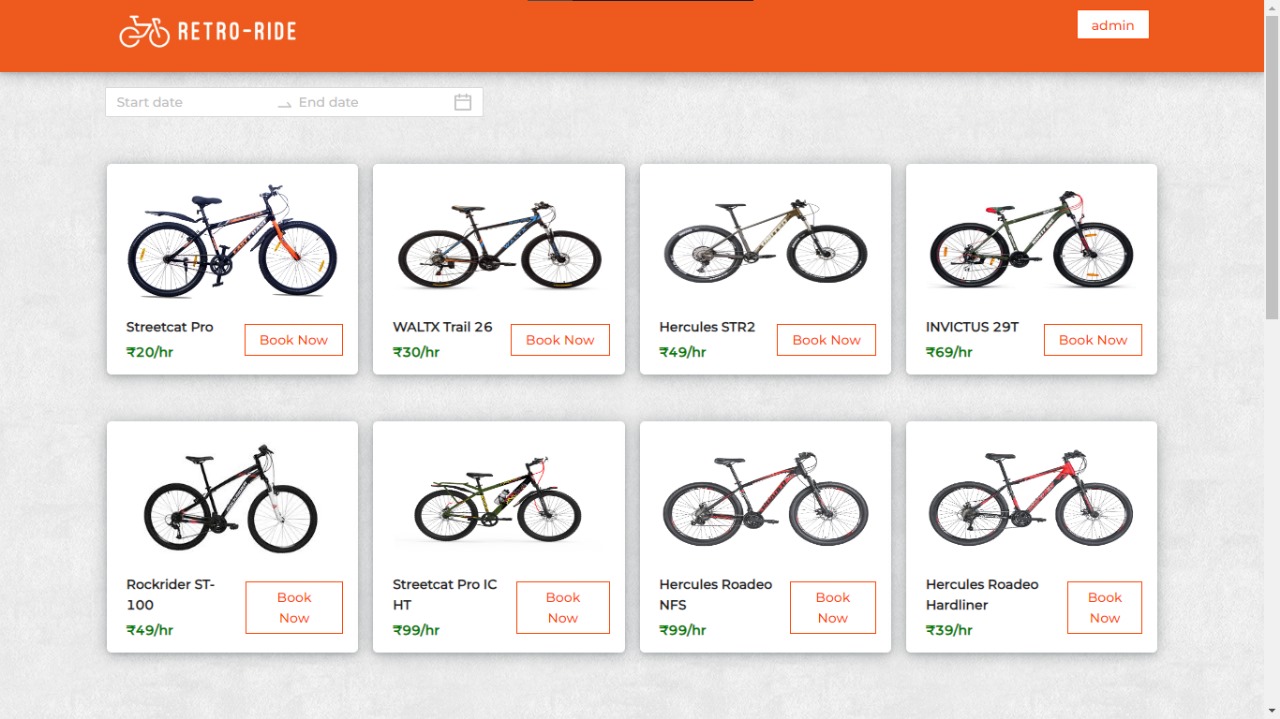 RETRO-RIDE
admin
Start date
End date
Streetcat Pro
₹20/hr
Book Now
WALTX Trail 26
₹30/hr
Book Now
Hercules STR2
₹49/hr
Book Now
INVICTUS 29T
₹69/hr
Book Now
Rockrider ST-
100
₹49/hr
Book
Now
Streetcat Pro IC
HT
₹99/hr
Book
Now
Hercules Roadeo
NFS
₹99/hr
Book
Now
Hercules Roadeo
Hardliner
₹39/hr
Book
Now